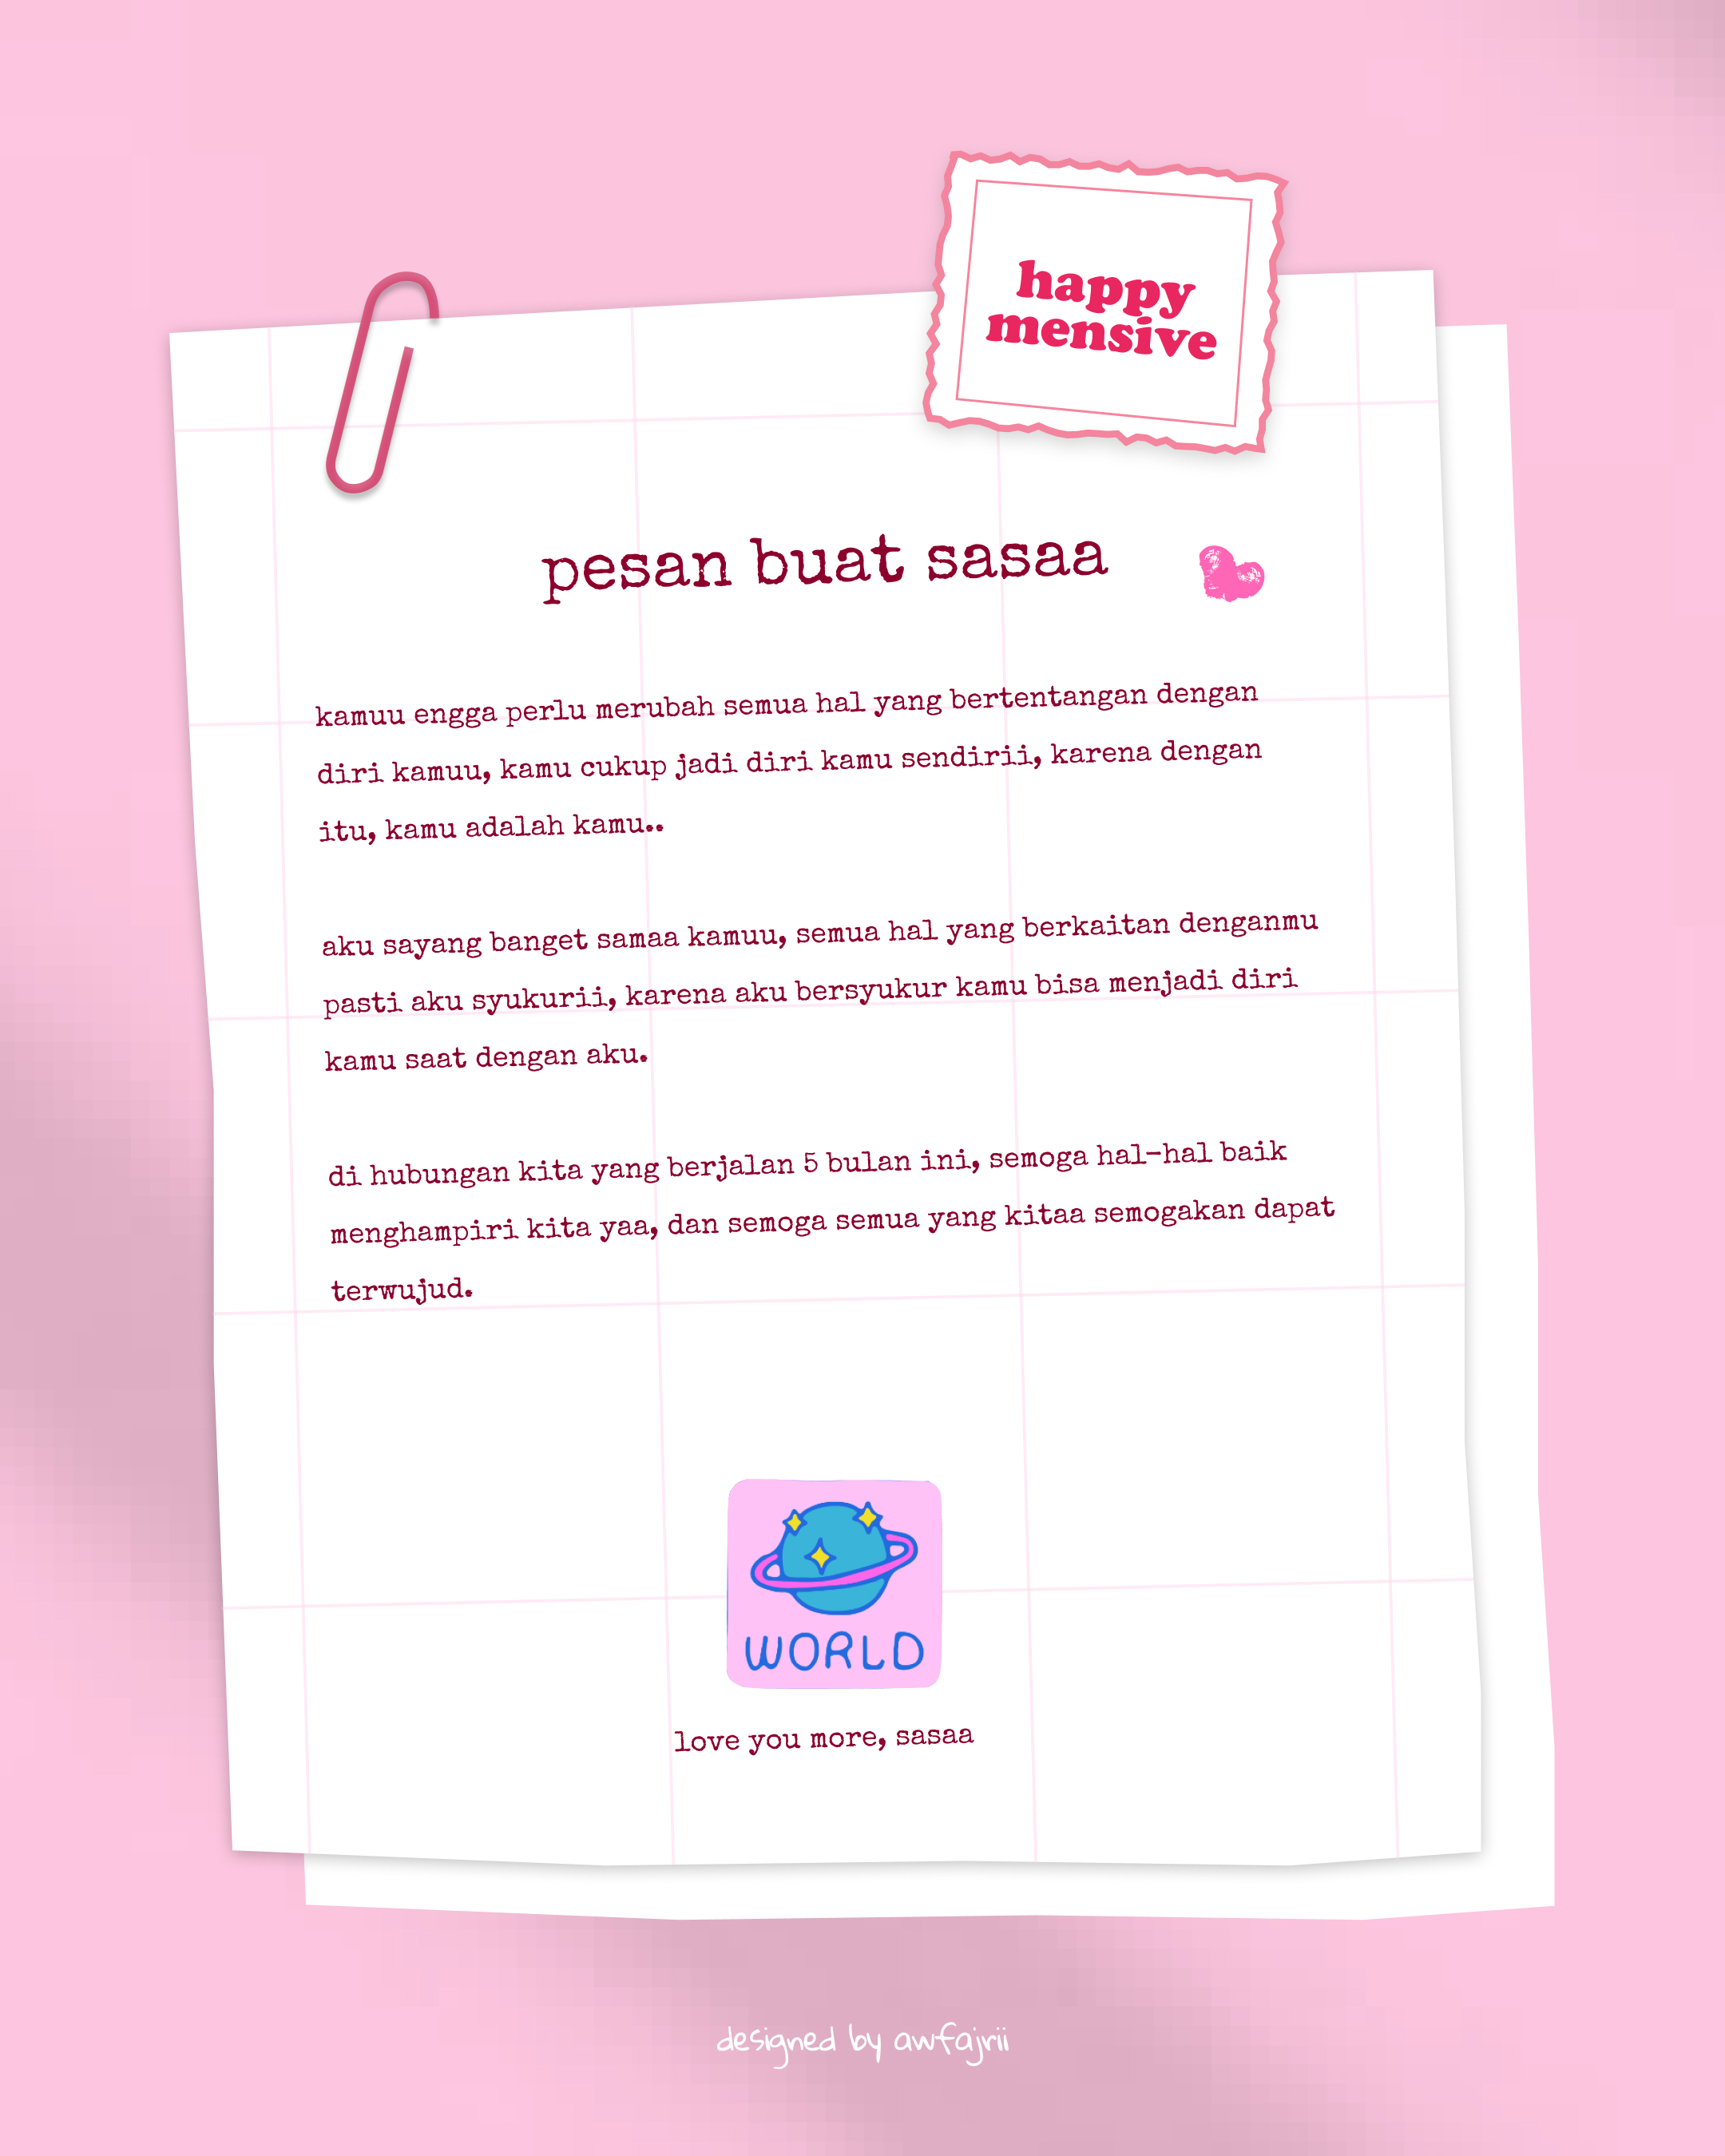 happy
mensive
pesan buat sasaa
kamuu engga perlu merubah semua hal yang bertentangan dengan
diri kamuu, kamu cukup jadi diri kamu sendirii, karena dengan
itu, kamu adalah kamu..
aku sayang banget samaa kamuu, semua hal yang berkaitan denganmu
pasti aku syukurii, karena aku bersyukur kamu bisa menjadi diri
kamu saat dengan aku.
di hubungan kita yang berjalan 5 bulan ini, semoga hal-hal baik
menghampiri kita yaa, dan semoga semua yang kitaa semogakan dapat
terwujud.
WORLD
love you more, sasaa
designed by awfajrii